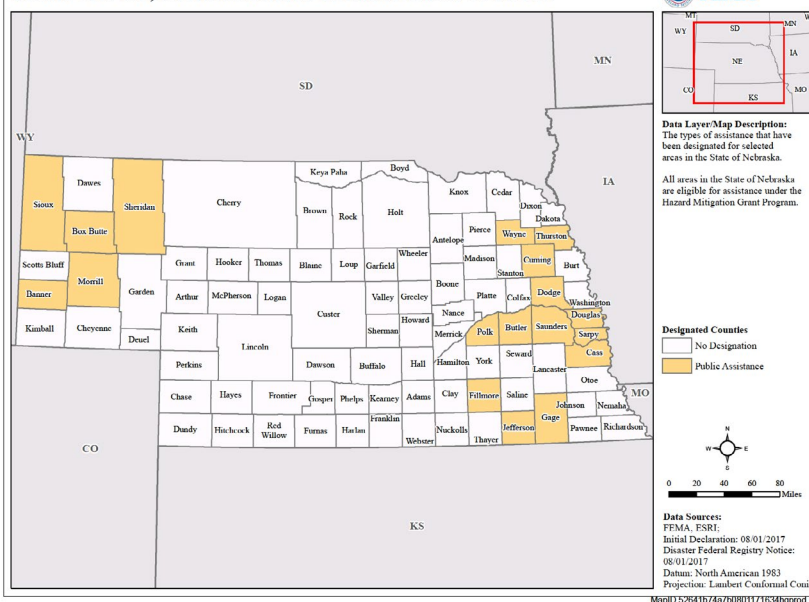 MT
SD
MN
W
WY
NE
IA
CO
KS
MO
SD
MN
WY
IA
CO
KS
MO
Sioux
Dawes
Sheridan
Box Butte
Cherry
Keya Paha
Boyd
Brown
Rock
Holt
Knox
Cedar
Dixon
Dakota
Antelope
Pierce
Wayne
Thurston
Scotts Bluff
Morrill
Garden
Grant
Hooker
Thomas
Blaine
Loup
Garfield
Wheeler
Madison
Stanton
Cuming
Burt
Banner
Arthur
McPherson
Logan
Custer
Valley
Greeley
Boone
Platte
Colfax
Dodge
Washington
Nance
Howard
Douglas
Kimball
Cheyenne
Deuel
Keith
Lincoln
Sherman
Merrick
Polk
Butler
Saunders
Sarpy
Cass
Perkins
Dawson
Buffalo
Hall
Hamilton
York
Seward
Lancaster
Otoe
Chase
Hayes
Frontier
Gosper
Phelps
Kearney
Adams
Clay
Fillmore
Saline
Johnson
Nemaha
Gage
Dundy
Hitchcock
Red
Willow
Furnas
Harlan
Franklin
Webster
Nuckolls
Thayer
Jefferson
Pawnee
Richardson
Data Layer/Map Description:
The types of assistance that have
been designated for selected
areas in the State of Nebraska.
All areas in the State of Nebraska
are eligible for assistance under the
Hazard Mitigation Grant Program.
Designated Counties
No Designation
Public Assistance
N
W
E
S
0 20 40 60 80
Miles
Data Sources:
FEMA, ESRI;
Initial Declaration: 08/01/2017
Disaster Federal Registry Notice:
08/01/2017
Datum: North American 1983
Projection: Lambert Conformal Coni